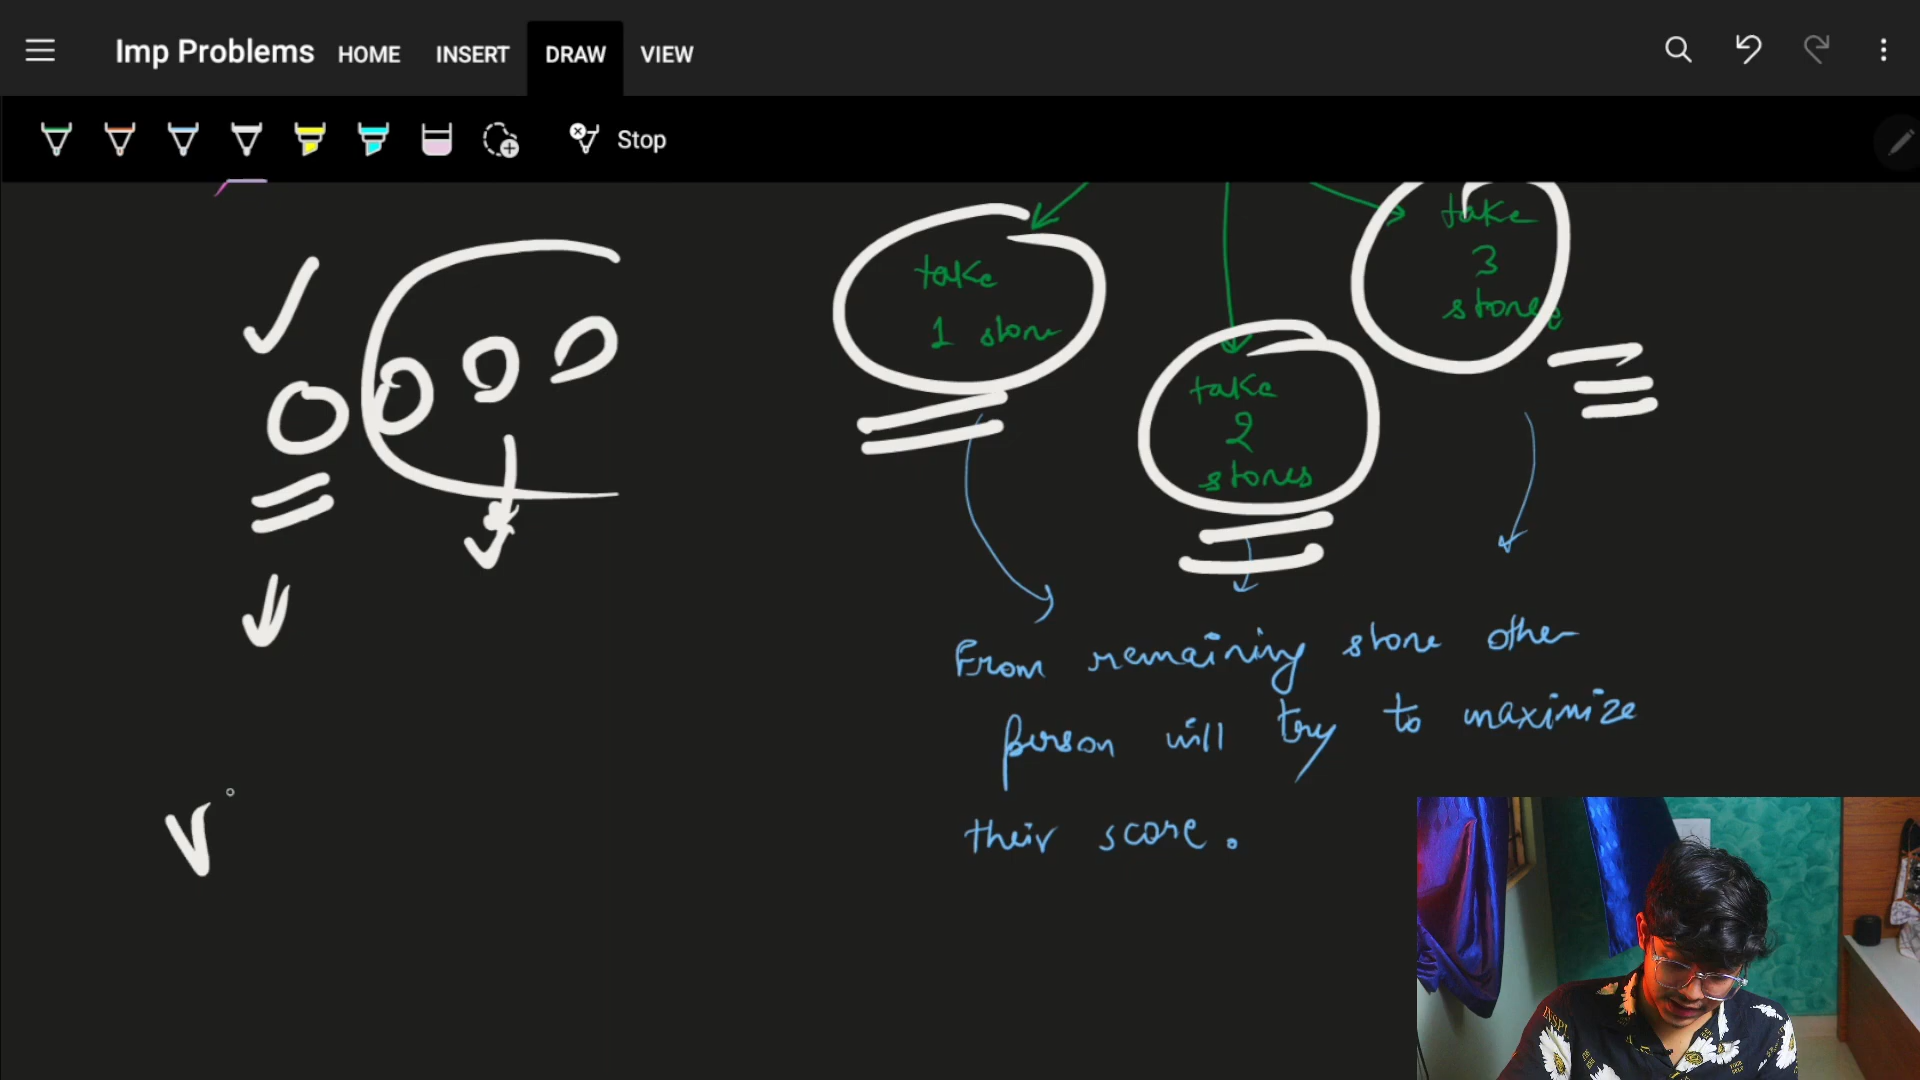 Imp Problems HOME INSERT DRAW VIEW
Stop
take
1 stone
take
2
stones
take
3
stones
From remaining stone other
person will try to maximize
their score.